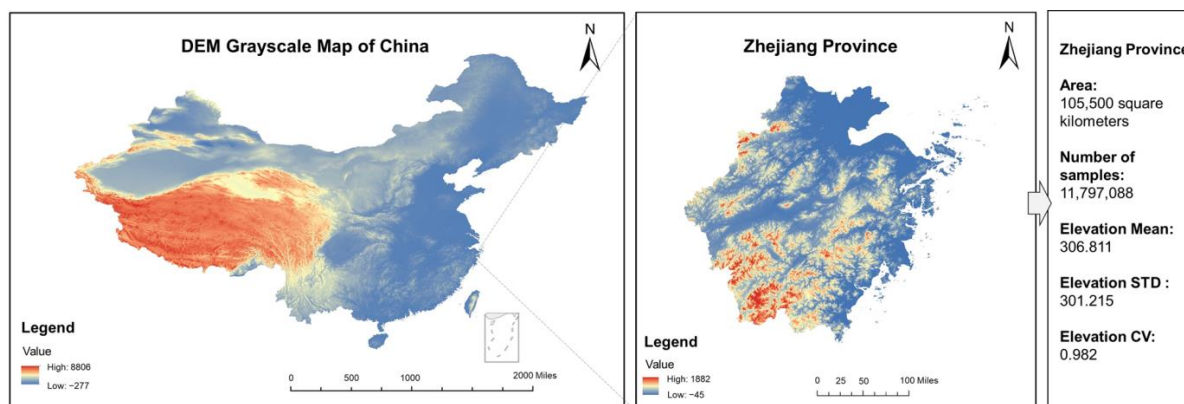 DEM Grayscale Map of China
N
Legend
Value
High: 8806
Low: −277
0 500 1000 2000 Miles
Zhejiang Province
N
Legend
Value
High: 1882
Low: −45
0 25 50 100 Miles
Zhejiang Province
Area:
105,500 square
kilometers
Number of
samples:
11,797,088
Elevation Mean:
306.811
Elevation STD :
301.215
Elevation CV:
0.982